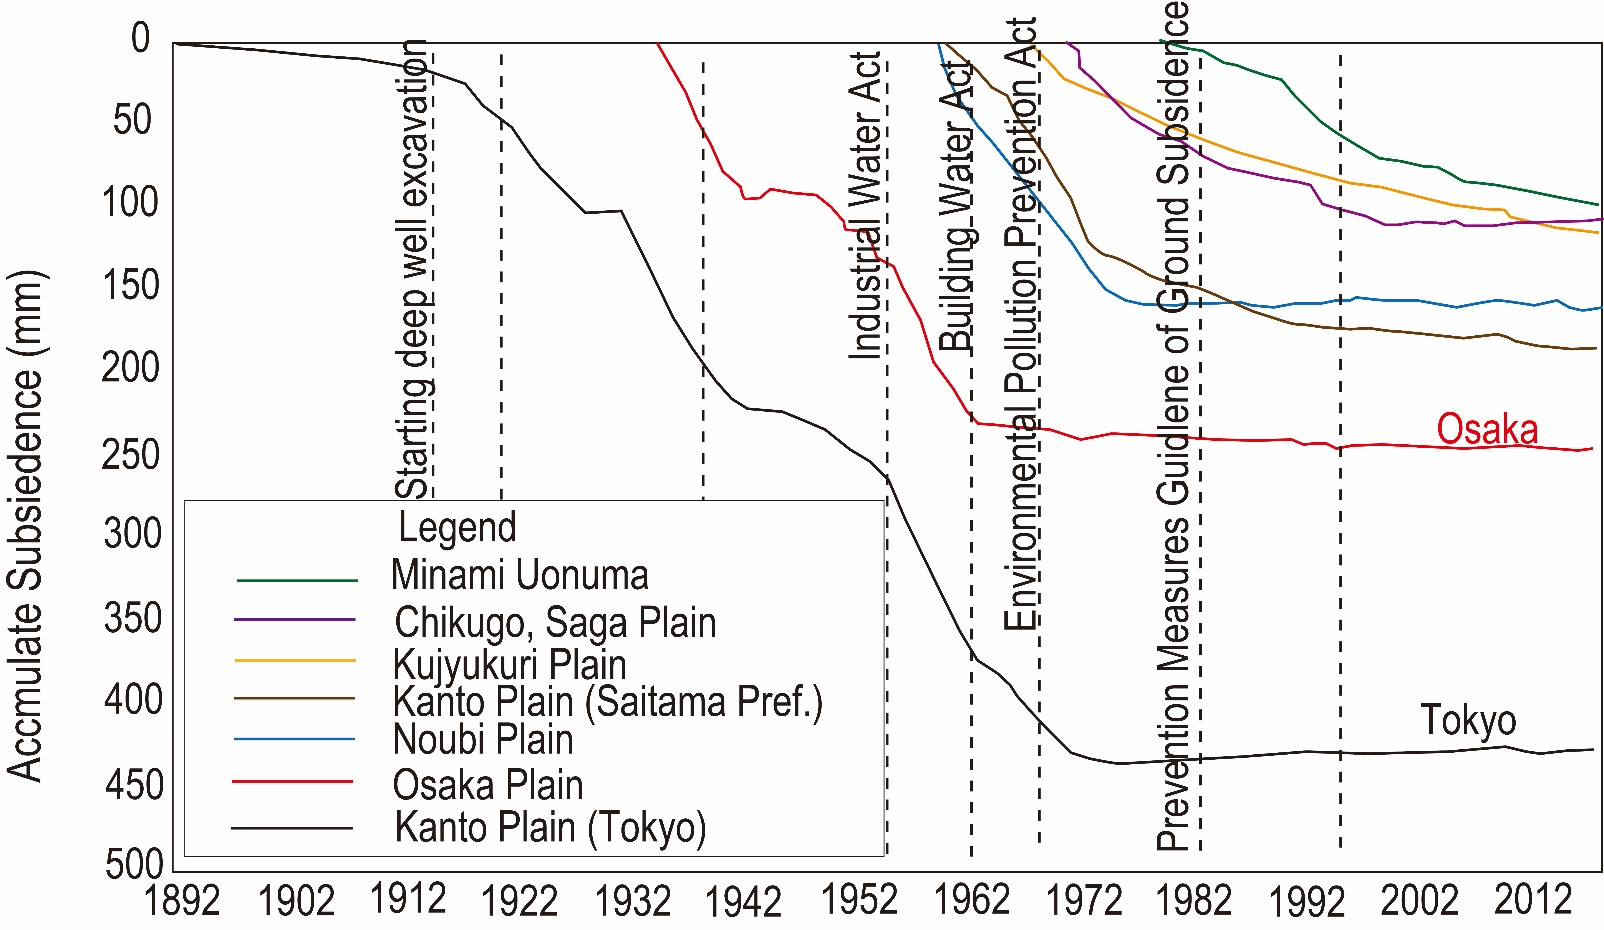 Accmulate Subsiedence (mm)
0
50
100
150
200
250
300
350
400
450
500
Starting deep well excavation
Industrial Water Act
Building Water Act
Environmental Pollution Prevention Act
Prevention Measures Guidlene of Ground Subsidence
Osaka
Tokyo
Legend
Minami Uonuma
Chikugo, Saga Plain
Kujyukuri Plain
Kanto Plain (Saitama Pref.)
Noubi Plain
Osaka Plain
Kanto Plain (Tokyo)
1892 1902 1912 1922 1932 1942 1952 1962 1972 1982 1992 2002 2012